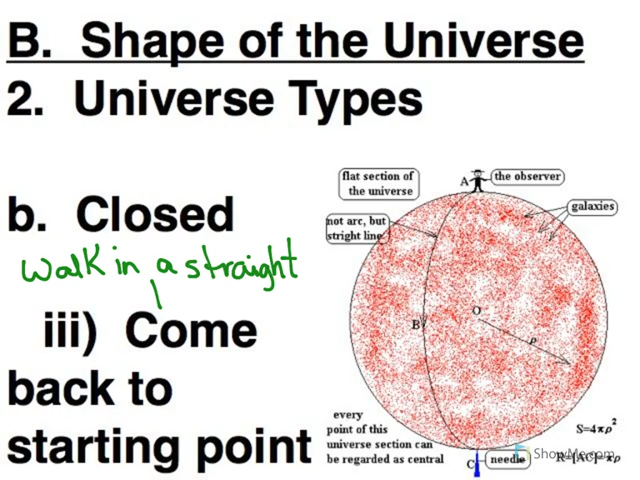 B. Shape of the Universe
2. Universe Types
b. Closed
walk in a straight
iii) Come
back to
starting point
flat section of
the universe
A
the observer
galaxies
not arc, but
stright line
O
ρ
B
every
point of this
universe section can
be regarded as central
S=4πρ²
C
needle
ShowMe.com
R=[AC]=πρ